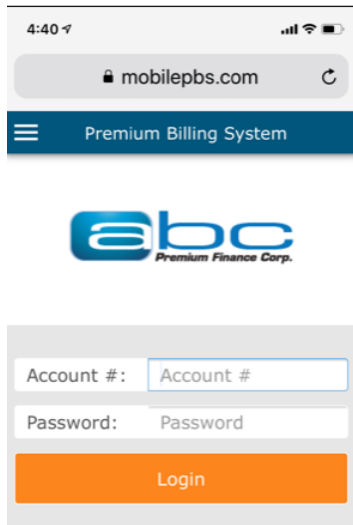 4:40
mobilepbs.com
Premium Billing System
abc
Premium Finance Corp.
Account #: Account #
Password: Password
Login